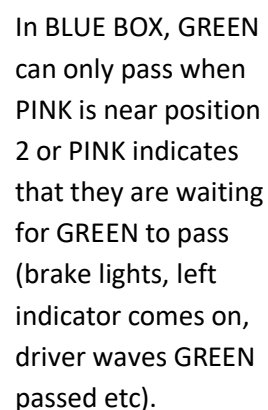 In BLUE BOX, GREEN
can only pass when
PINK is near position
2 or PINK indicates
that they are waiting
for GREEN to pass
(brake lights, left
indicator comes on,
driver waves GREEN
passed etc).